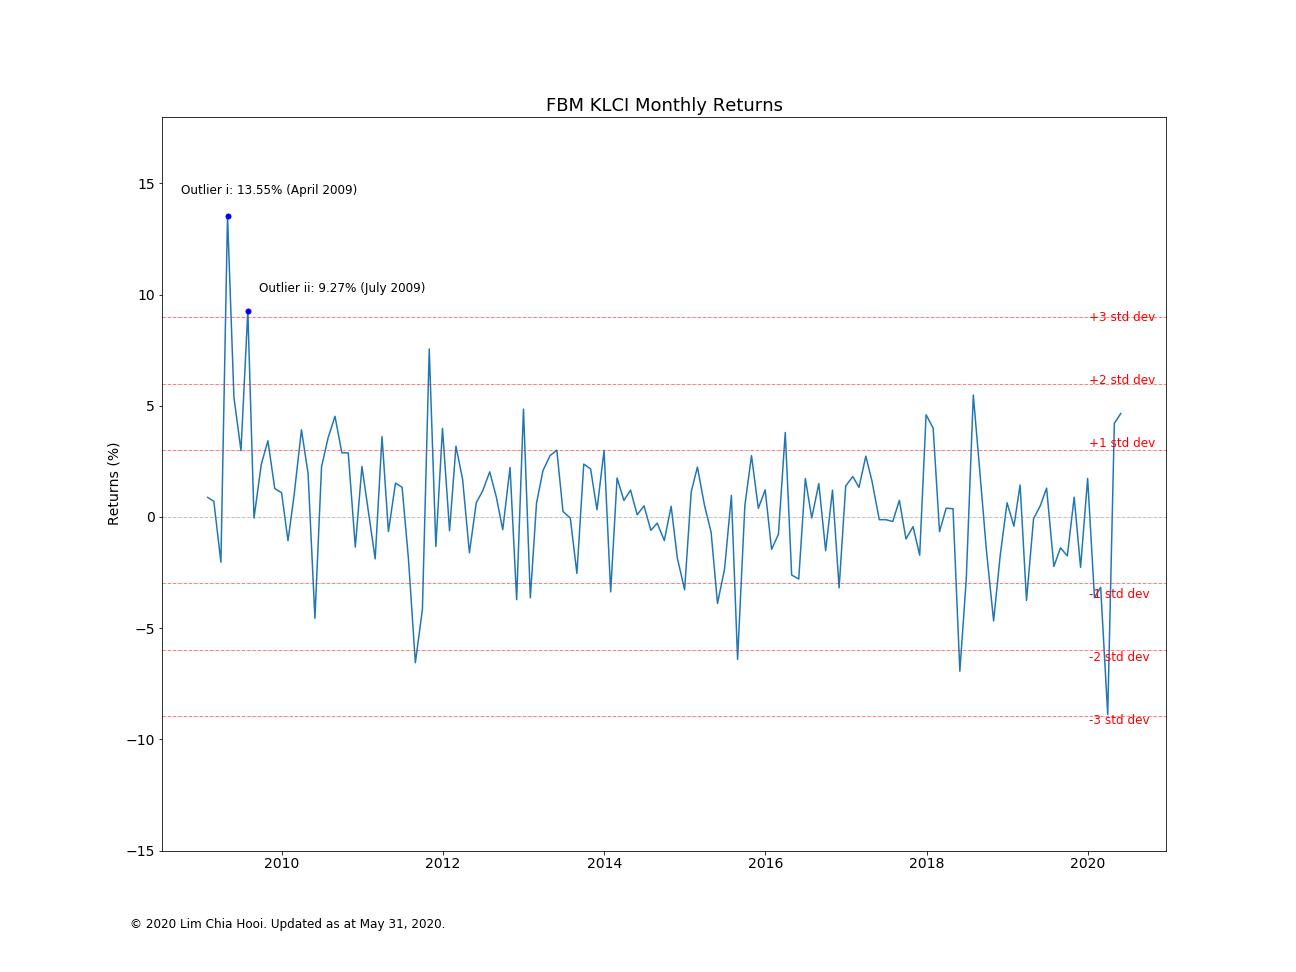 FBM KLCI Monthly Returns
15
Outlier i: 13.55% (April 2009)
10
Outlier ii: 9.27% (July 2009)
+3 std dev
+2 std dev
5
+1 std dev
Returns (%)
0
-1 std dev
−5
-2 std dev
-3 std dev
−10
−15
2010 2012 2014 2016 2018 2020
© 2020 Lim Chia Hooi. Updated as at May 31, 2020.